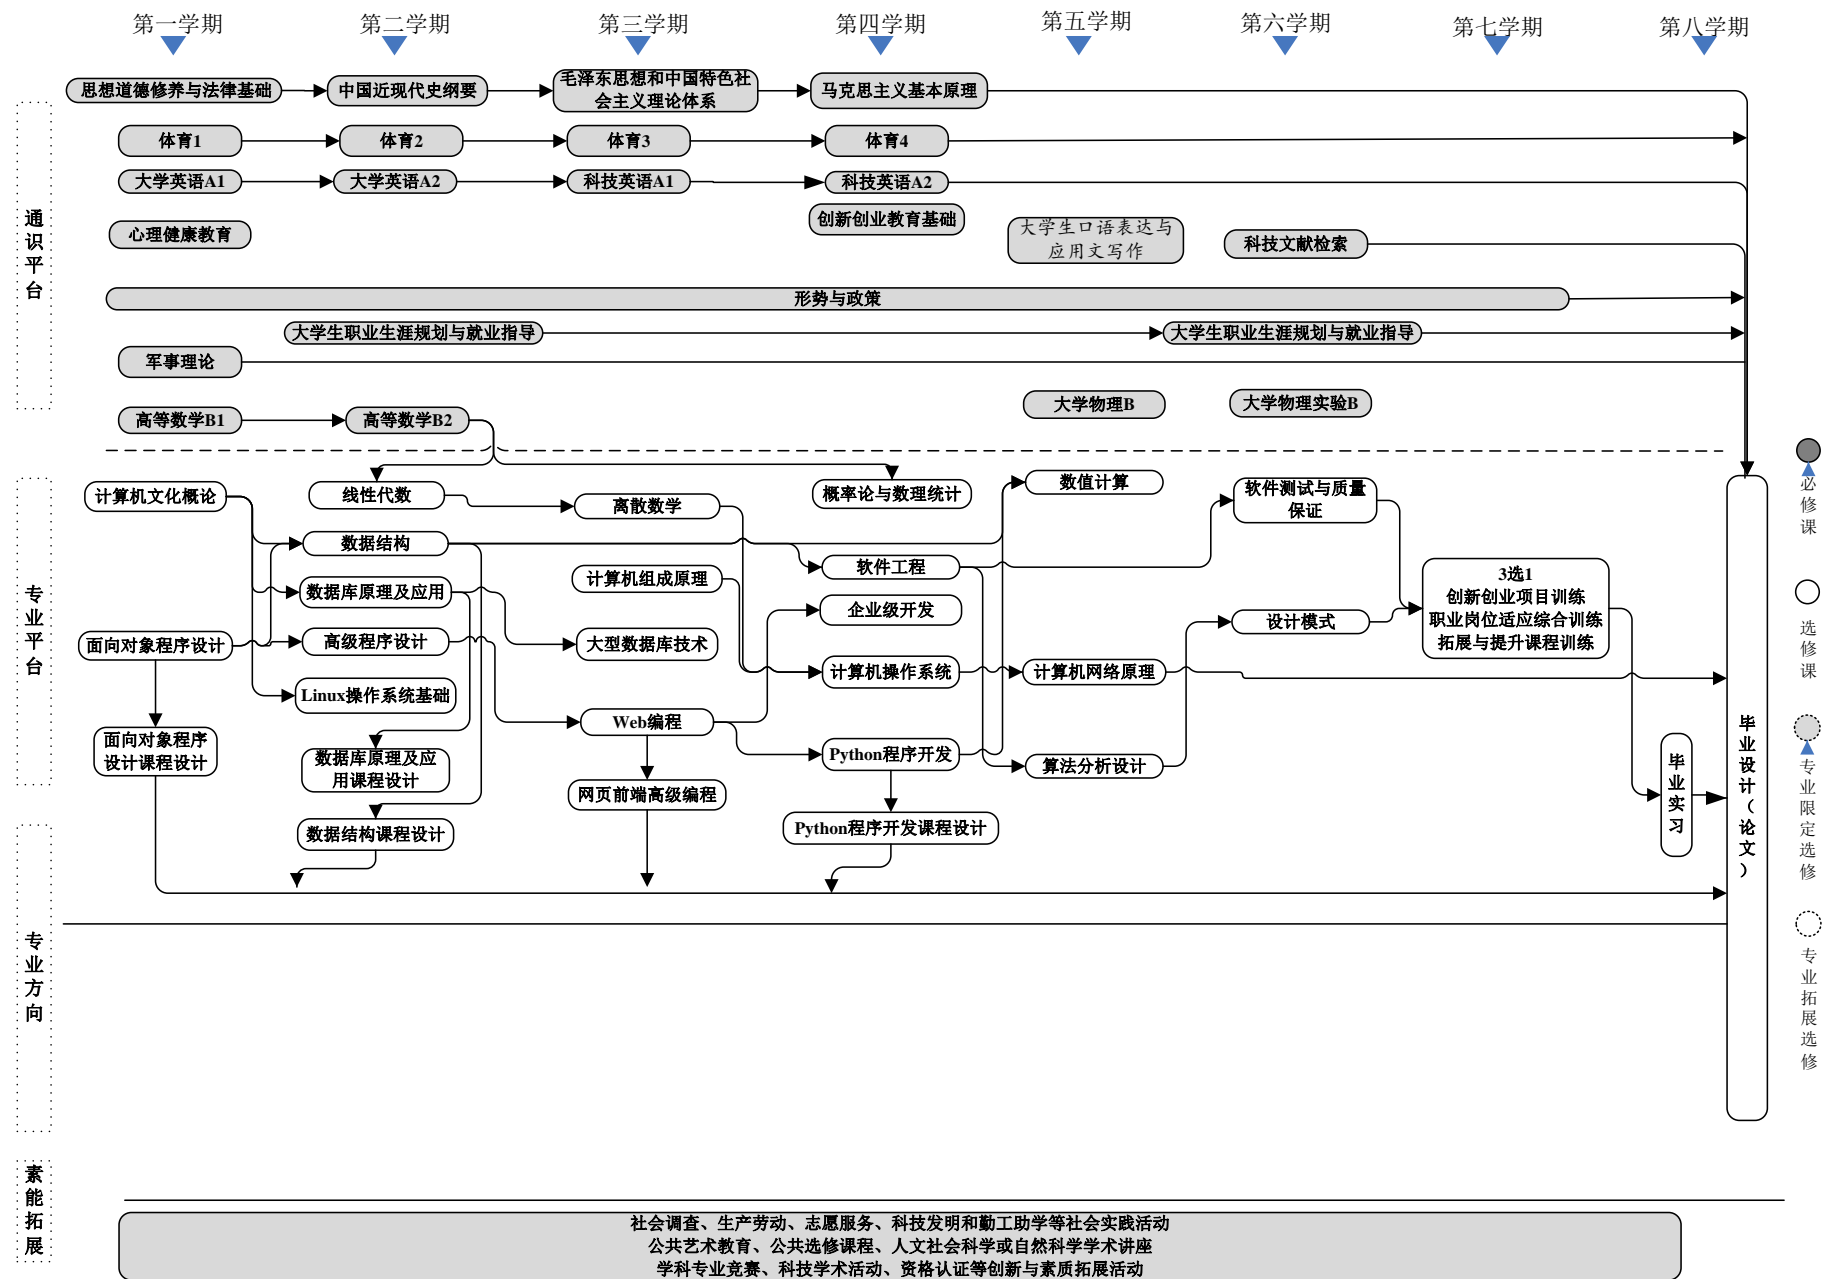 第一学期
第二学期
第三学期
第四学期
第五学期
第六学期
第七学期
第八学期
通识平台
思想道德修养与法律基础
中国近现代史纲要
毛泽东思想和中国特色社
会主义理论体系
马克思主义基本原理
体育1
体育2
体育3
体育4
大学英语A1
大学英语A2
科技英语A1
科技英语A2
心理健康教育
创新创业教育基础
大学生口语表达与
应用文写作
科技文献检索
形势与政策
大学生职业生涯规划与就业指导
大学生职业生涯规划与就业指导
军事理论
大学物理B
大学物理实验B
高等数学B1
高等数学B2
专业平台
计算机文化概论
线性代数
离散数学
概率论与数理统计
数值计算
软件测试与质量
保证
数据结构
软件工程
计算机组成原理
数据库原理及应用
企业级开发
设计模式
3选1
创新创业项目训练
职业岗位适应综合训练
拓展与提升课程训练
面向对象程序设计
高级程序设计
大型数据库技术
计算机操作系统
计算机网络原理
Linux操作系统基础
Web编程
面向对象程序
设计课程设计
数据库原理及应
用课程设计
Python程序开发
算法分析设计
网页前端高级编程
数据结构课程设计
Python程序开发课程设计
毕业实习
毕业设计（论文）
必修课
选修课
专业限定选修
专业拓展选修
专业方向
素能拓展
社会调查、生产劳动、志愿服务、科技发明和勤工助学等社会实践活动
公共艺术教育、公共选修课程、人文社会科学或自然科学学术讲座
学科专业竞赛、科技学术活动、资格认证等创新与素质拓展活动